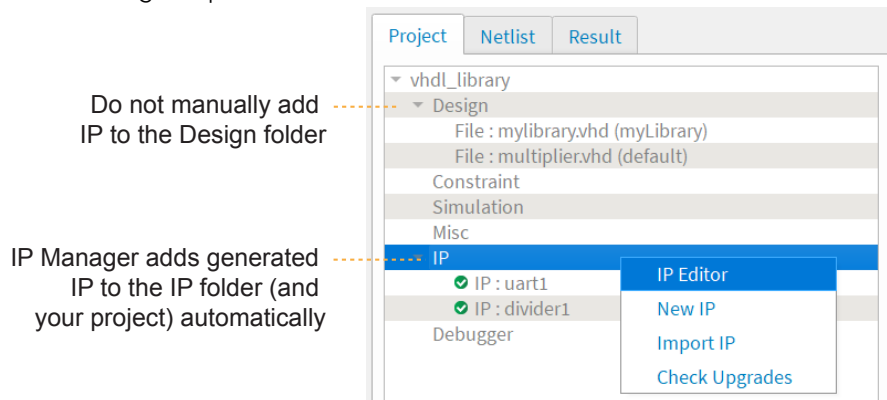 Project Netlist Result
vhdl_library
Design
File : mylibrary.vhd (myLibrary)
File : multiplier.vhd (default)
Constraint
Simulation
Misc
IP
IP : uart1
IP : divider1
Debugger
IP Editor
New IP
Import IP
Check Upgrades
Do not manually add
IP to the Design folder
IP Manager adds generated
IP to the IP folder (and
your project) automatically